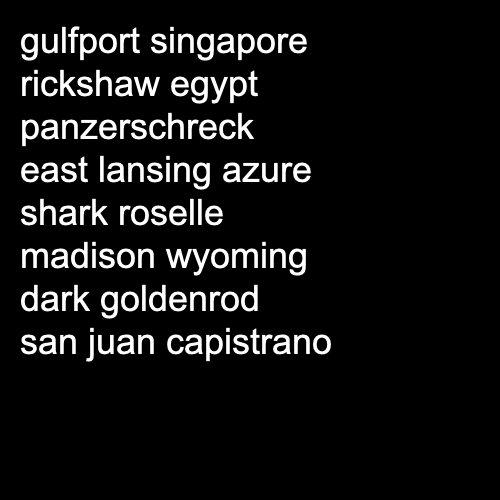 gulfport singapore
rickshaw egypt
panzerschreck
east lansing azure
shark roselle
madison wyoming
dark goldenrod
san juan capistrano